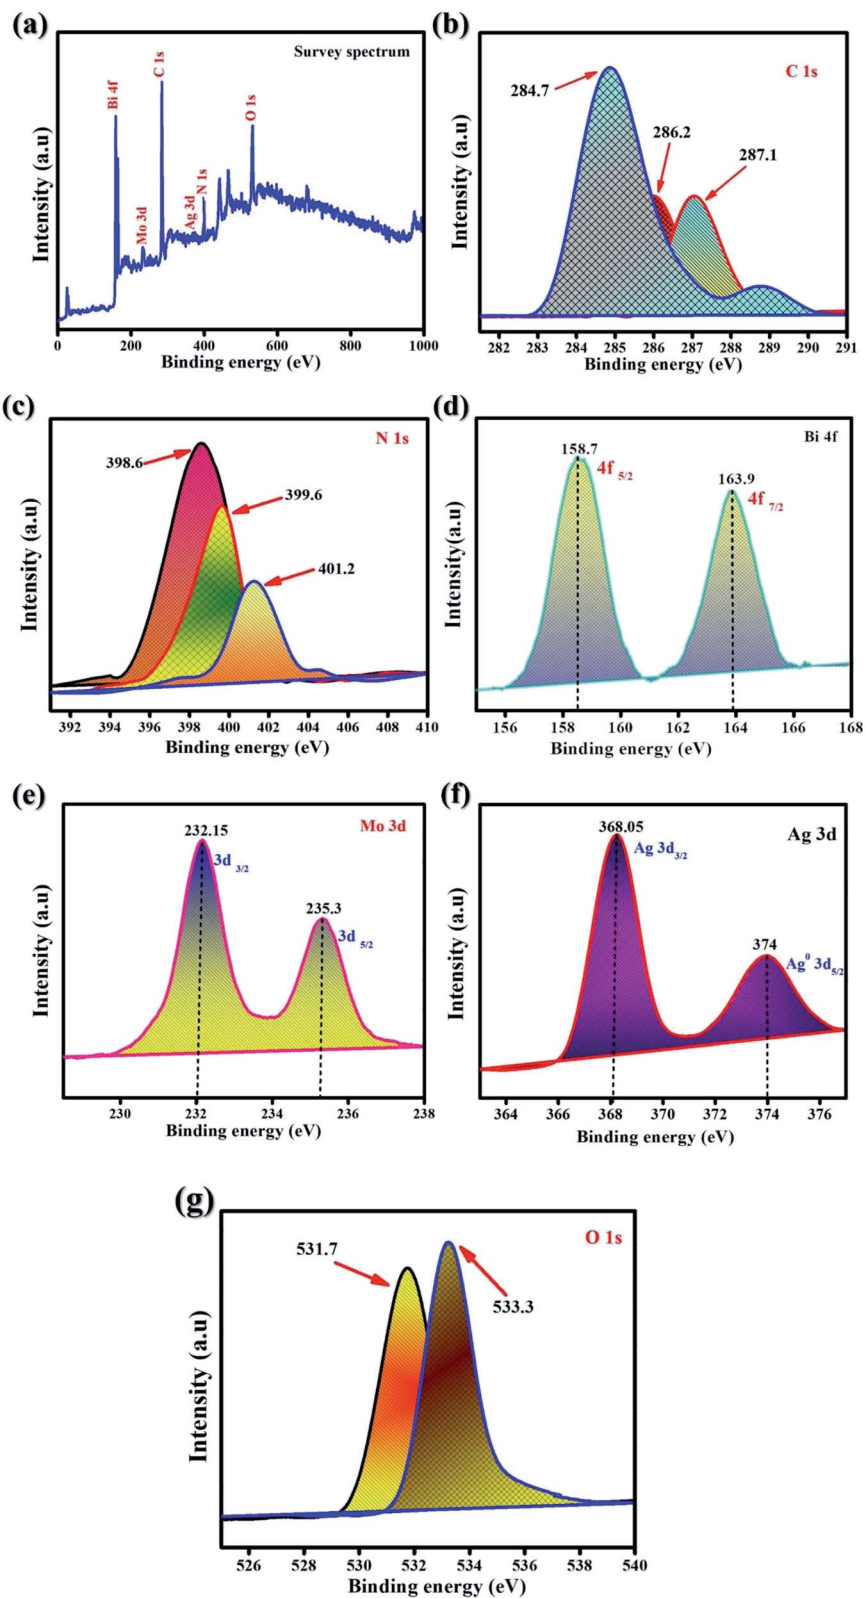 (a)
Survey spectrum
Bi 4f
Mo 3d
C 1s
Ag 3d
N 1s
O 1s
Intensity (a.u)
0 200 400 600 800 1000
Binding energy (eV)
(b)
C 1s
284.7
286.2
287.1
Intensity (a.u)
282 283 284 285 286 287 288 289 290 291
Binding energy (eV)
(c)
N 1s
398.6
399.6
401.2
Intensity (a.u)
392 394 396 398 400 402 404 406 408 410
Binding energy (eV)
(d)
Bi 4f
158.7
4f 5/2
163.9
4f 7/2
Intensity(a.u)
156 158 160 162 164 166 168
Binding energy (eV)
(e)
Mo 3d
232.15
3d 3/2
235.3
3d 5/2
Intensity (a.u)
230 232 234 236 238
Binding energy (eV)
(f)
Ag 3d
368.05
Ag 3d3/2
374
Ag0 3d5/2
Intensity (a.u)
364 366 368 370 372 374 376
Binding energy (eV)
(g)
O 1s
531.7
533.3
Intensity (a.u)
526 528 530 532 534 536 538 540
Binding energy (eV)